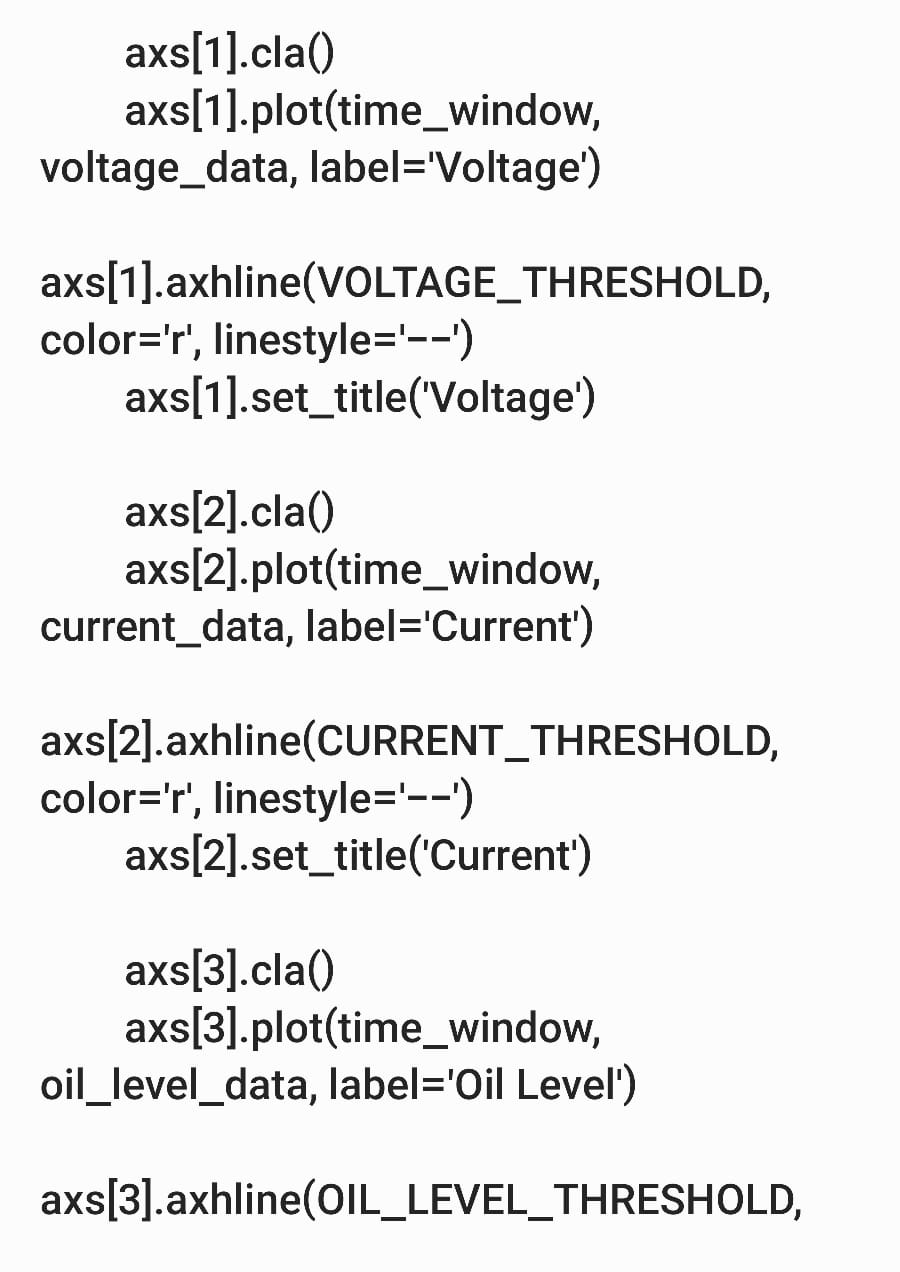 axs[1].cla()
axs[1].plot(time_window,
voltage_data, label='Voltage')
axs[1].axhline(VOLTAGE_THRESHOLD,
color='r', linestyle='--')
axs[1].set_title('Voltage')
axs[2].cla()
axs[2].plot(time_window,
current_data, label='Current')
axs[2].axhline(CURRENT_THRESHOLD,
color='r', linestyle='--')
axs[2].set_title('Current')
axs[3].cla()
axs[3].plot(time_window,
oil_level_data, label='Oil Level')
axs[3].axhline(OIL_LEVEL_THRESHOLD,